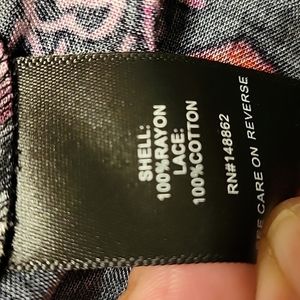 SHELL:
100%RAYON
LACE:
100%COTTON
RN#148862
CARE ON REVERSE